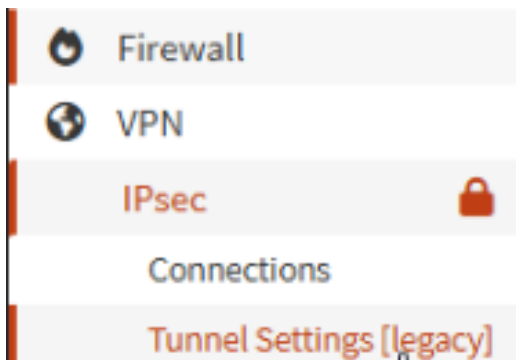 Firewall
VPN
IPsec
Connections
Tunnel Settings [legacy]